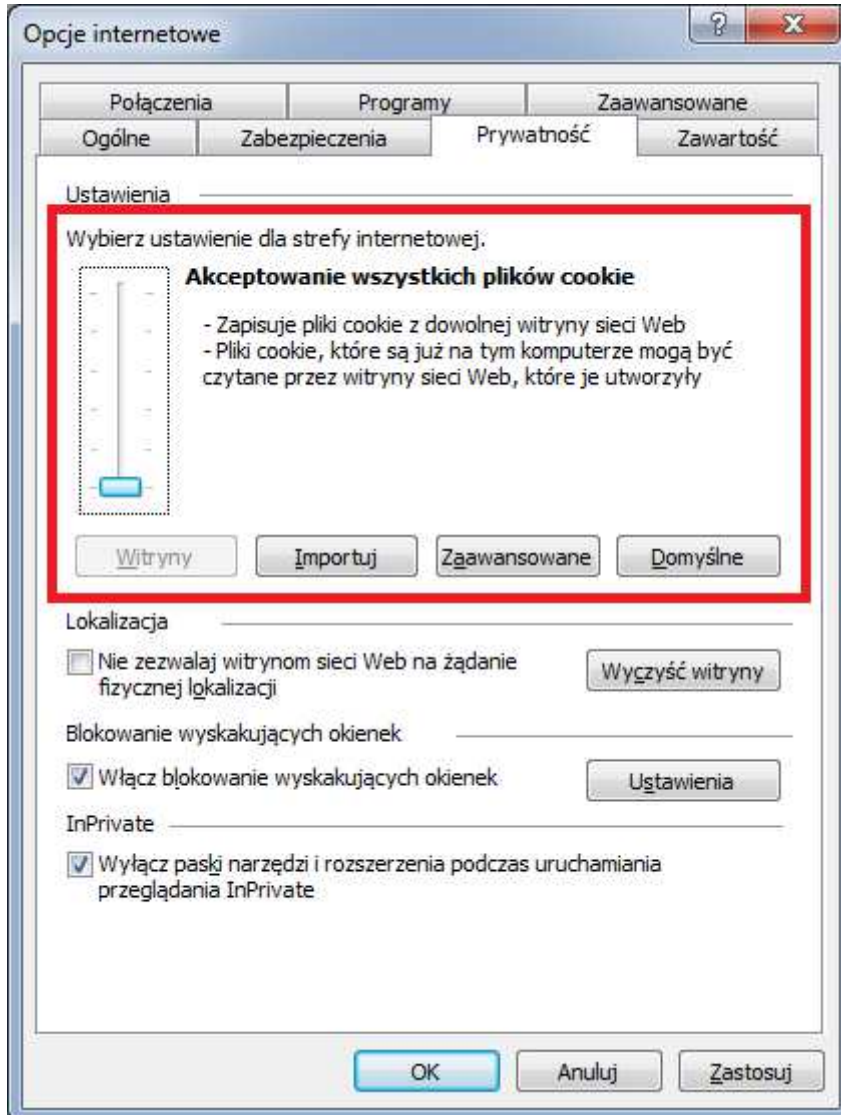 Opcje internetowe
Połączenia Programy Zaawansowane
Ogólne Zabezpieczenia Prywatność Zawartość
Ustawienia
Wybierz ustawienie dla strefy internetowej.
Akceptowanie wszystkich plików cookie
- Zapisuje pliki cookie z dowolnej witryny sieci Web
- Pliki cookie, które są już na tym komputerze mogą być
czytane przez witryny sieci Web, które je utworzyły
Witryny Importuj Zaawansowane Domyślne
Lokalizacja
Nie zezwalaj witrynom sieci Web na żądanie
fizycznej lokalizacji
Wyczyść witryny
Blokowanie wyskakujących okienek
Włącz blokowanie wyskakujących okienek
Ustawienia
InPrivate
Wyłącz paski narzędzi i rozszerzenia podczas uruchamiania
przeglądania InPrivate
OK Anuluj Zastosuj